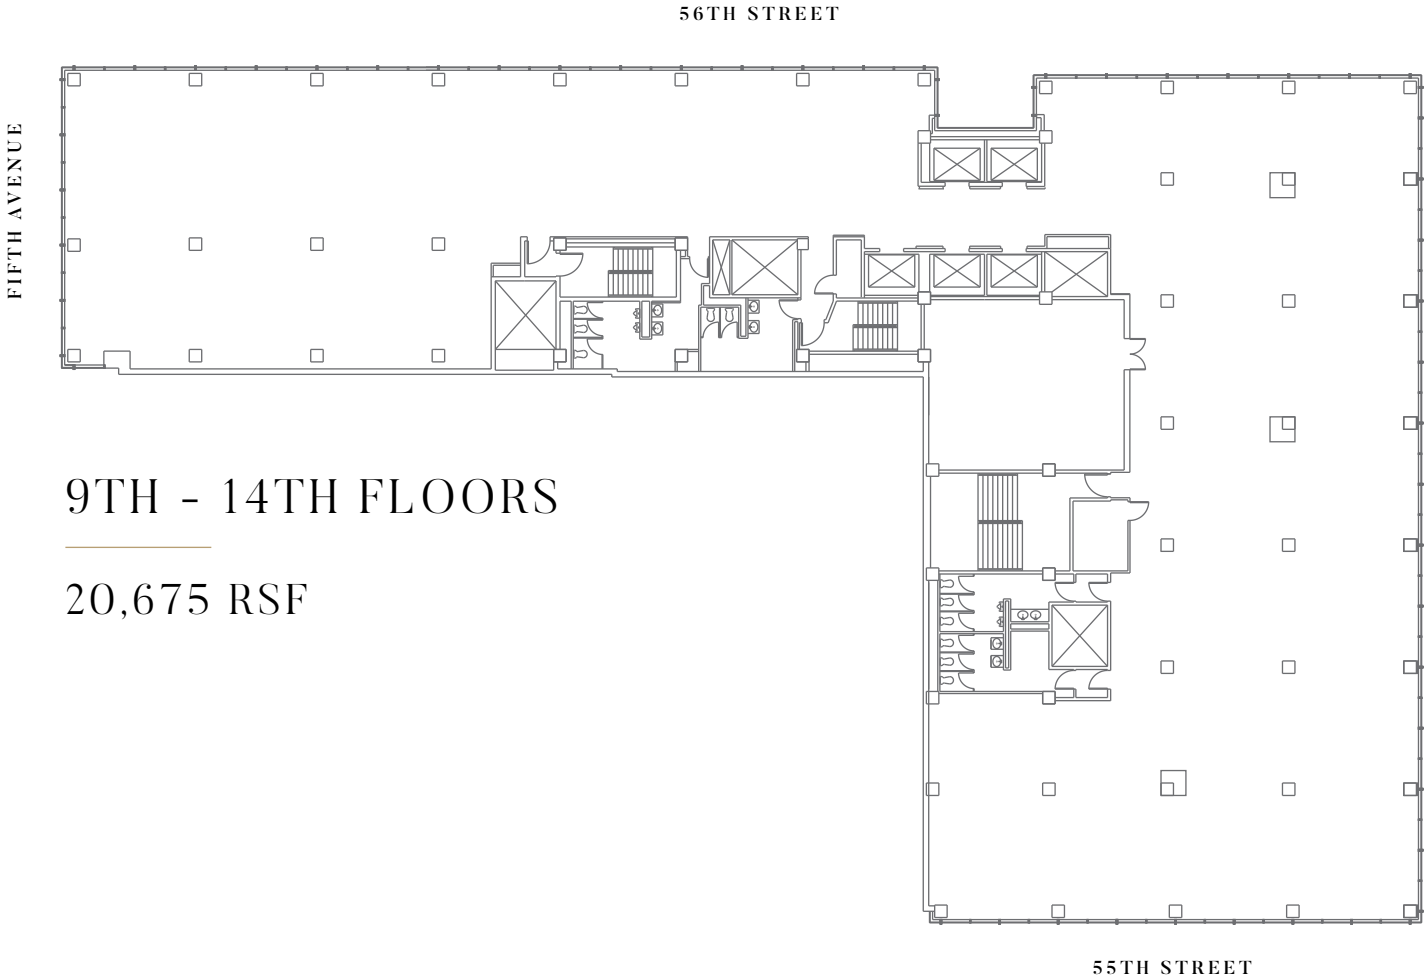 56TH STREET
FIFTH AVENUE
9TH - 14TH FLOORS
20,675 RSF
55TH STREET